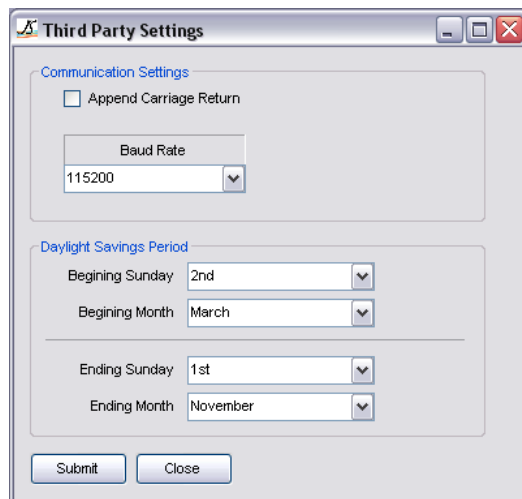 Third Party Settings
Communication Settings
Append Carriage Return
Baud Rate
115200
Daylight Savings Period
Begining Sunday 2nd
Begining Month March
Ending Sunday 1st
Ending Month November
Submit Close